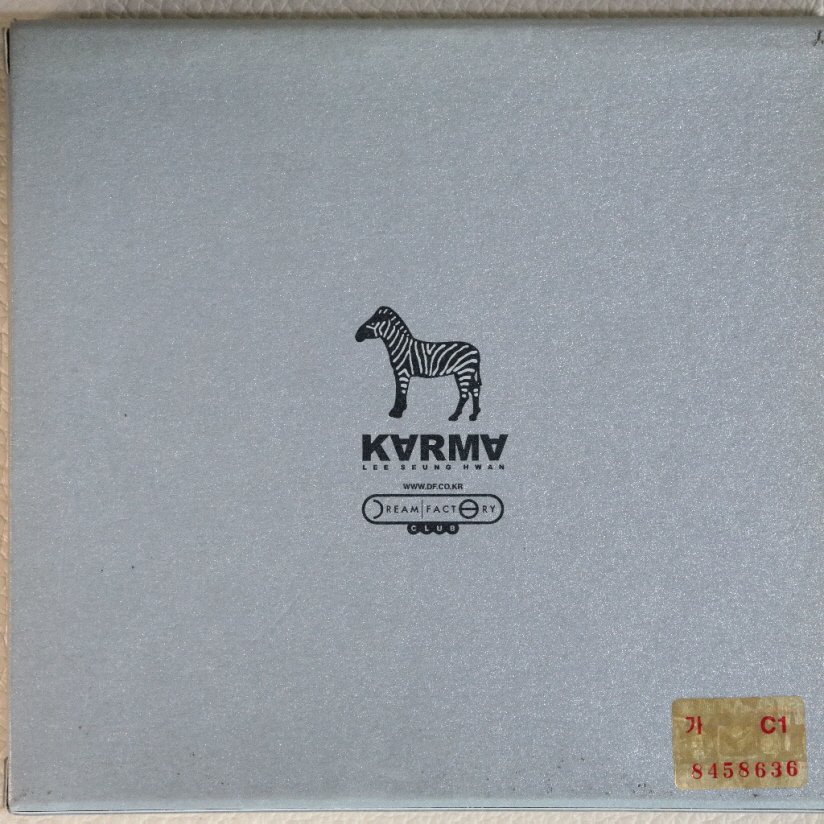 KARMA
LEE SEUNG HWAN
WWW.DF.CO.KR
DREAM FACTORY
CLUB
가 C1
8458636